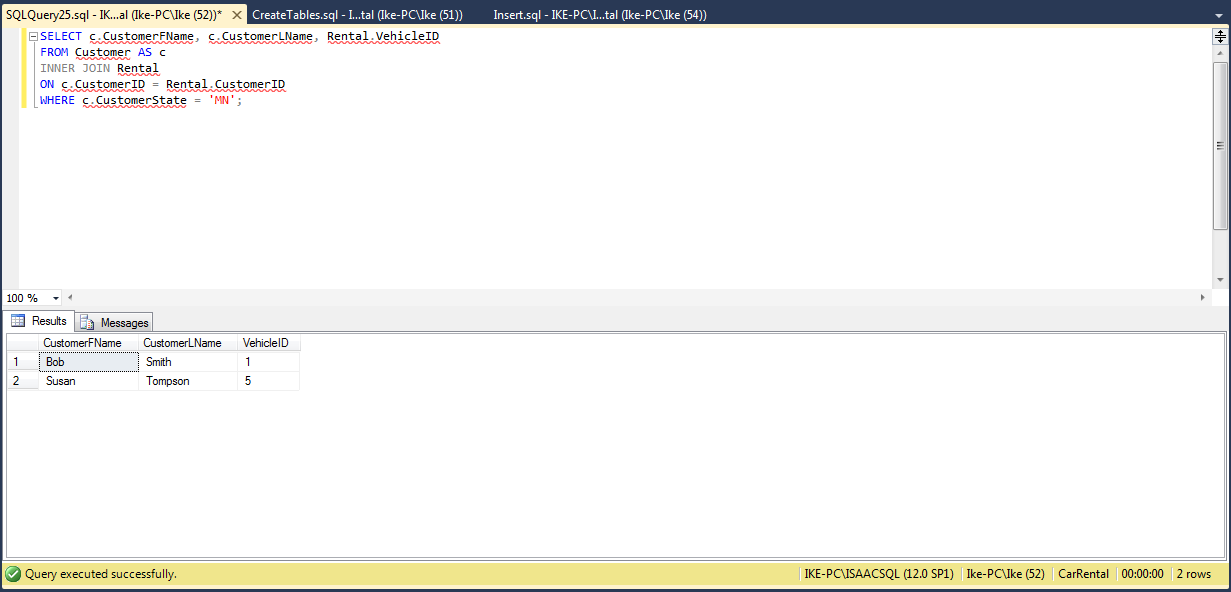 SQLQuery25.sql - IK...al (Ike-PC\Ike (52))* CreateTables.sql - I...tal (Ike-PC\Ike (51)) Insert.sql - IKE-PC\I...tal (Ike-PC\Ike (54))
SELECT c.CustomerFName, c.CustomerLName, Rental.VehicleID
FROM Customer AS c
INNER JOIN Rental
ON c.CustomerID = Rental.CustomerID
WHERE c.CustomerState = 'MN';
100 %
Results Messages
CustomerFName CustomerLName VehicleID
1 Bob Smith 1
2 Susan Tompson 5
Query executed successfully. IKE-PC\ISAACSQL (12.0 SP1) Ike-PC\Ike (52) CarRental 00:00:00 2 rows